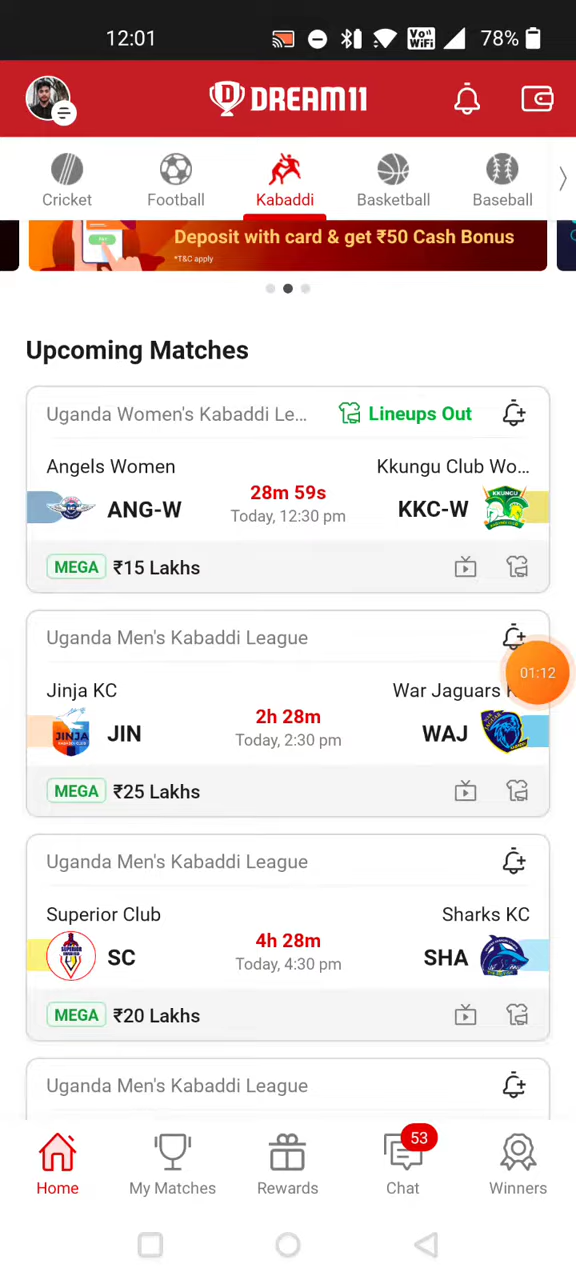 12:01
Vo WiFi
78%
DREAM11
Cricket
Football
Kabaddi
Basketball
Baseball
Deposit with card & get ₹50 Cash Bonus
*T&C apply
Upcoming Matches
Uganda Women's Kabaddi Le...
Lineups Out
Angels Women
Kkungu Club Wo...
ANG-W
28m 59s
KKC-W
Today, 12:30 pm
MEGA ₹15 Lakhs
Uganda Men's Kabaddi League
Jinja KC
War Jaguars
JIN
2h 28m
WAJ
Today, 2:30 pm
01:12
MEGA ₹25 Lakhs
Uganda Men's Kabaddi League
Superior Club
Sharks KC
SC
4h 28m
SHA
Today, 4:30 pm
MEGA ₹20 Lakhs
Uganda Men's Kabaddi League
53
Home
My Matches
Rewards
Chat
Winners